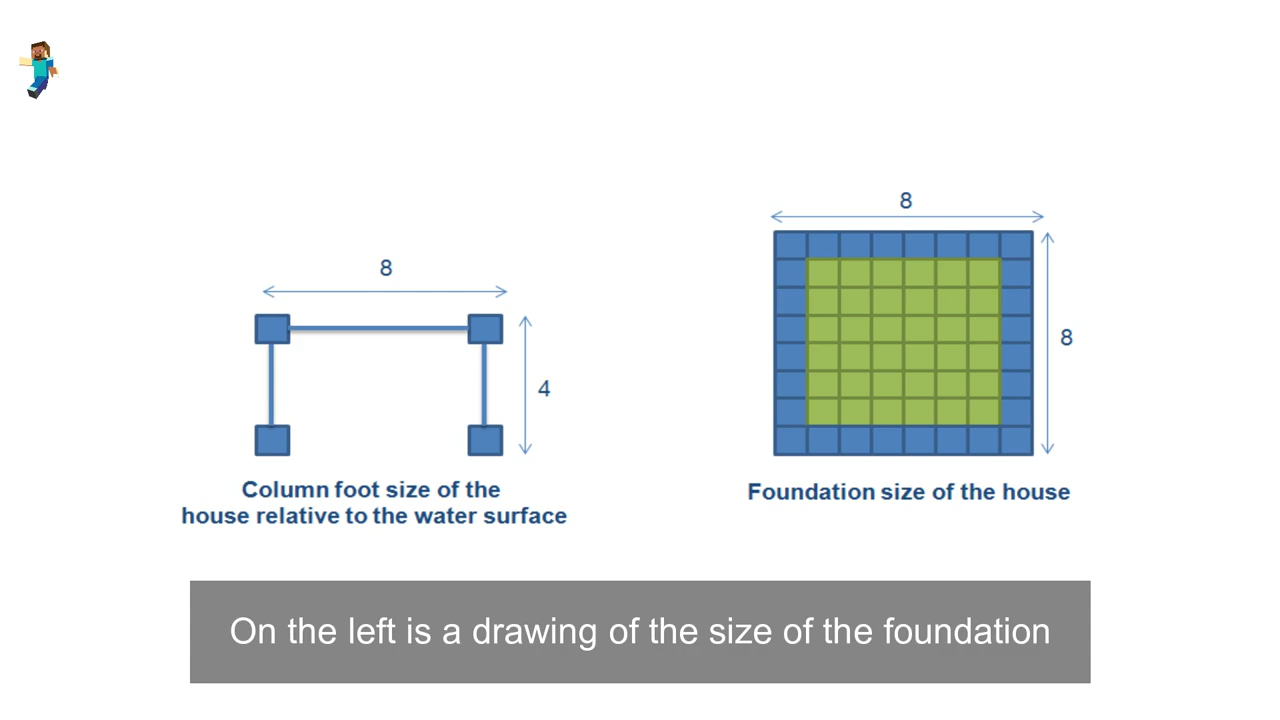 8
8
8
4
Column foot size of the
house relative to the water surface
Foundation size of the house
On the left is a drawing of the size of the foundation